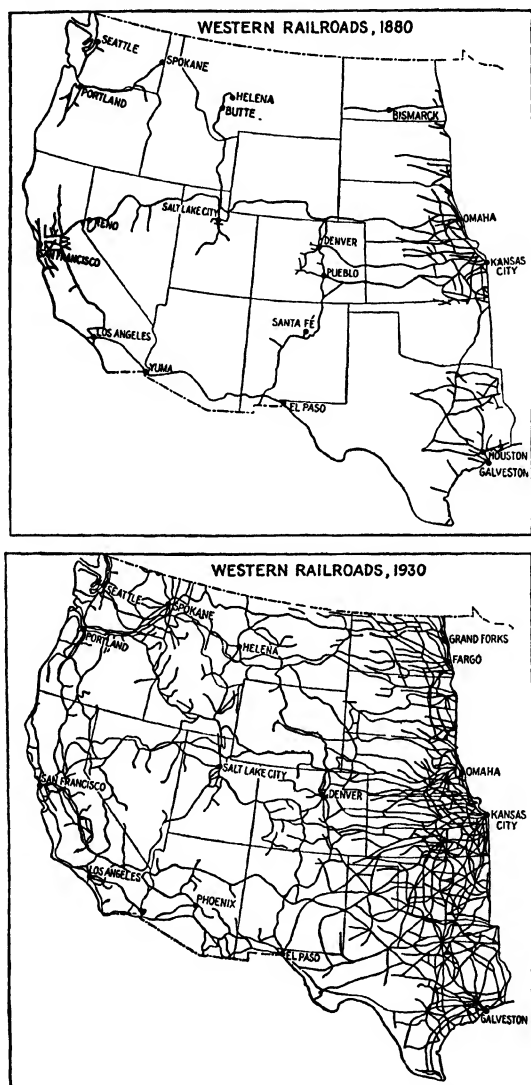 WESTERN RAILROADS, 1880
SEATTLE
SPOKANE
PORTLAND
HELENA
BUTTE
BISMARCK
RENO
SALT LAKE CITY
OMAHA
DENVER
SAN FRANCISCO
KANSAS
CITY
PUEBLO
SANTA FÉ
LOS ANGELES
YUMA
EL PASO
HOUSTON
GALVESTON
WESTERN RAILROADS, 1930
SEATTLE
SPOKANE
PORTLAND
HELENA
GRAND FORKS
FARGO
SALT LAKE CITY
OMAHA
SAN FRANCISCO
DENVER
KANSAS
CITY
LOS ANGELES
PHOENIX
EL PASO
GALVESTON